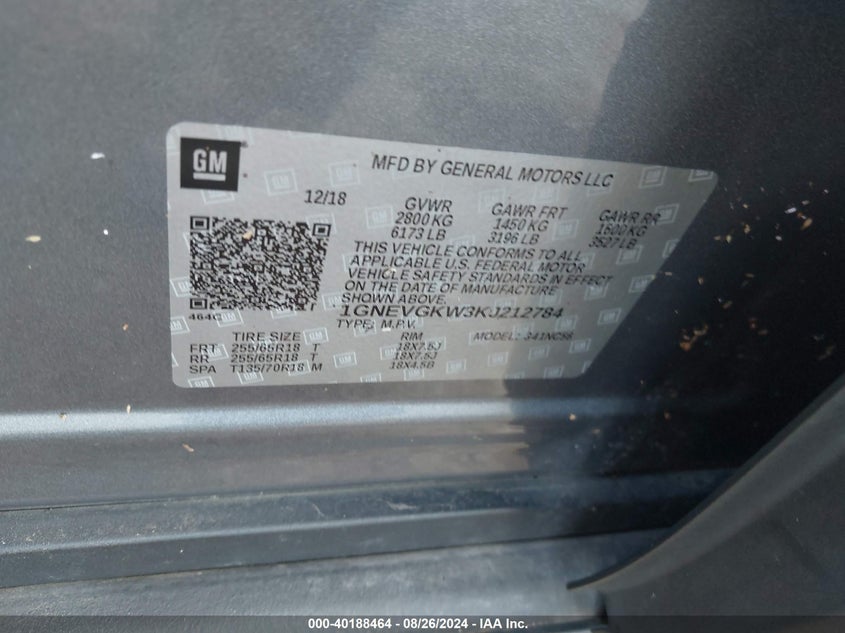 GM
MFD BY GENERAL MOTORS LLC
12/18
GVWR GAWR FRT GAWR RR
2800 KG 1450 KG 1600 KG
6173 LB 3196 LB 3527 LB
THIS VEHICLE CONFORMS TO ALL
APPLICABLE U.S. FEDERAL MOTOR
VEHICLE SAFETY STANDARDS IN EFFECT
ON THE DATE OF MANUFACTURE
SHOWN ABOVE.
464C
1GNEVGKW3KJ212784
TYPE: M.P.V. MODEL: 341NC56
TIRE SIZE RIM
FRT 255/65R18 T 18X7.5J
RR 255/65R18 T 18X7.5J
SPA T135/70R18 M 18X4.5B
000-40188464 - 08/26/2024 - IAA Inc.